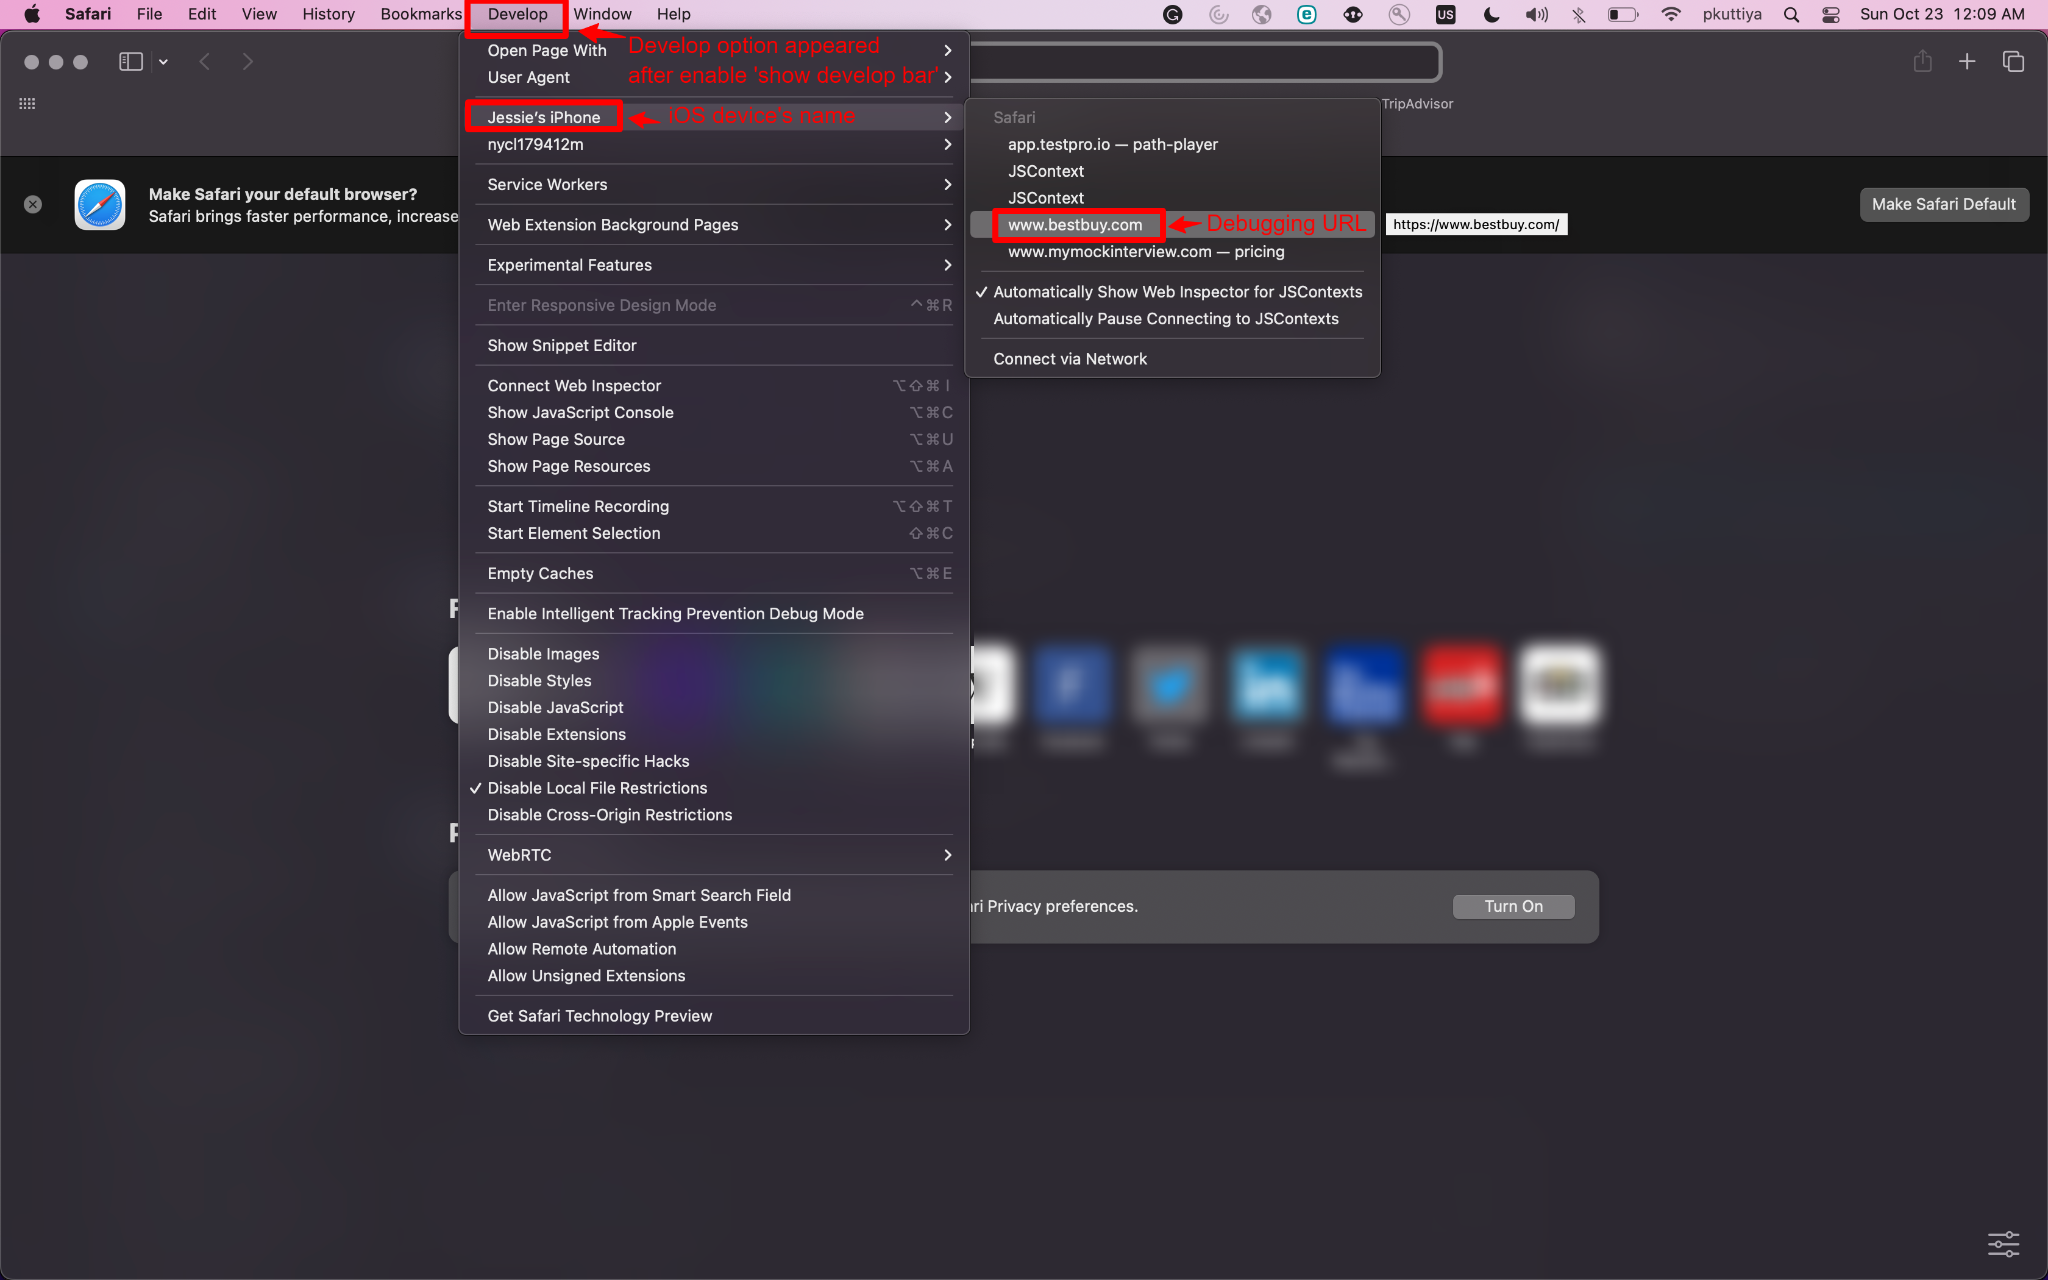 Safari File Edit View History Bookmarks Develop Window Help US pkuttiya Sun Oct 23 12:09 AM
Develop option appeared
after enable 'show develop bar'
Open Page With
User Agent
Jessie's iPhone
iOS device's name
nycl179412m
Service Workers
Web Extension Background Pages
Experimental Features
Enter Responsive Design Mode ^⌘R
Show Snippet Editor
Connect Web Inspector ⌥⇧⌘I
Show JavaScript Console ⌥⌘C
Show Page Source ⌥⌘U
Show Page Resources ⌥⌘A
Start Timeline Recording ⌥⇧⌘T
Start Element Selection ⇧⌘C
Empty Caches ⌥⌘E
Enable Intelligent Tracking Prevention Debug Mode
Disable Images
Disable Styles
Disable JavaScript
Disable Extensions
Disable Site-specific Hacks
✓ Disable Local File Restrictions
Disable Cross-Origin Restrictions
WebRTC
Allow JavaScript from Smart Search Field
Allow JavaScript from Apple Events
Allow Remote Automation
Allow Unsigned Extensions
Get Safari Technology Preview
Safari
app.testpro.io — path-player
JSContext
JSContext
www.bestbuy.com
Debugging URL
www.mymockinterview.com — pricing
✓ Automatically Show Web Inspector for JSContexts
Automatically Pause Connecting to JSContexts
Connect via Network
TripAdvisor
https://www.bestbuy.com/
Make Safari your default browser?
Safari brings faster performance, increase
Make Safari Default
in
ri Privacy preferences.
Turn On